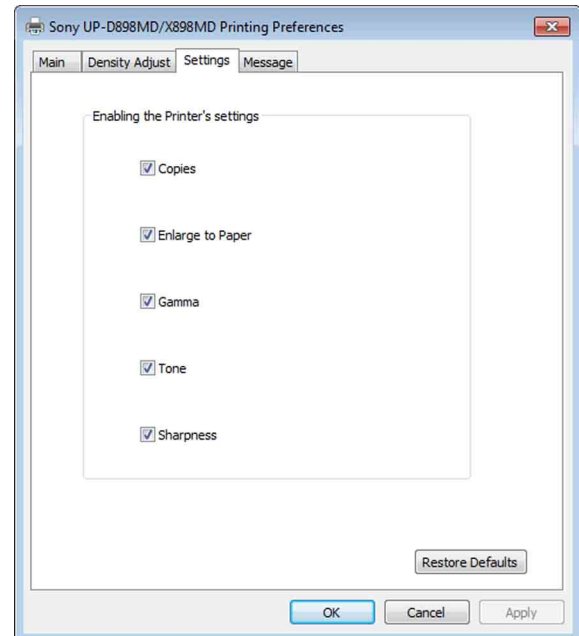 Sony UP-D898MD/X898MD Printing Preferences
Main Density Adjust Settings Message
Enabling the Printer's settings
Copies
Enlarge to Paper
Gamma
Tone
Sharpness
Restore Defaults
OK Cancel Apply